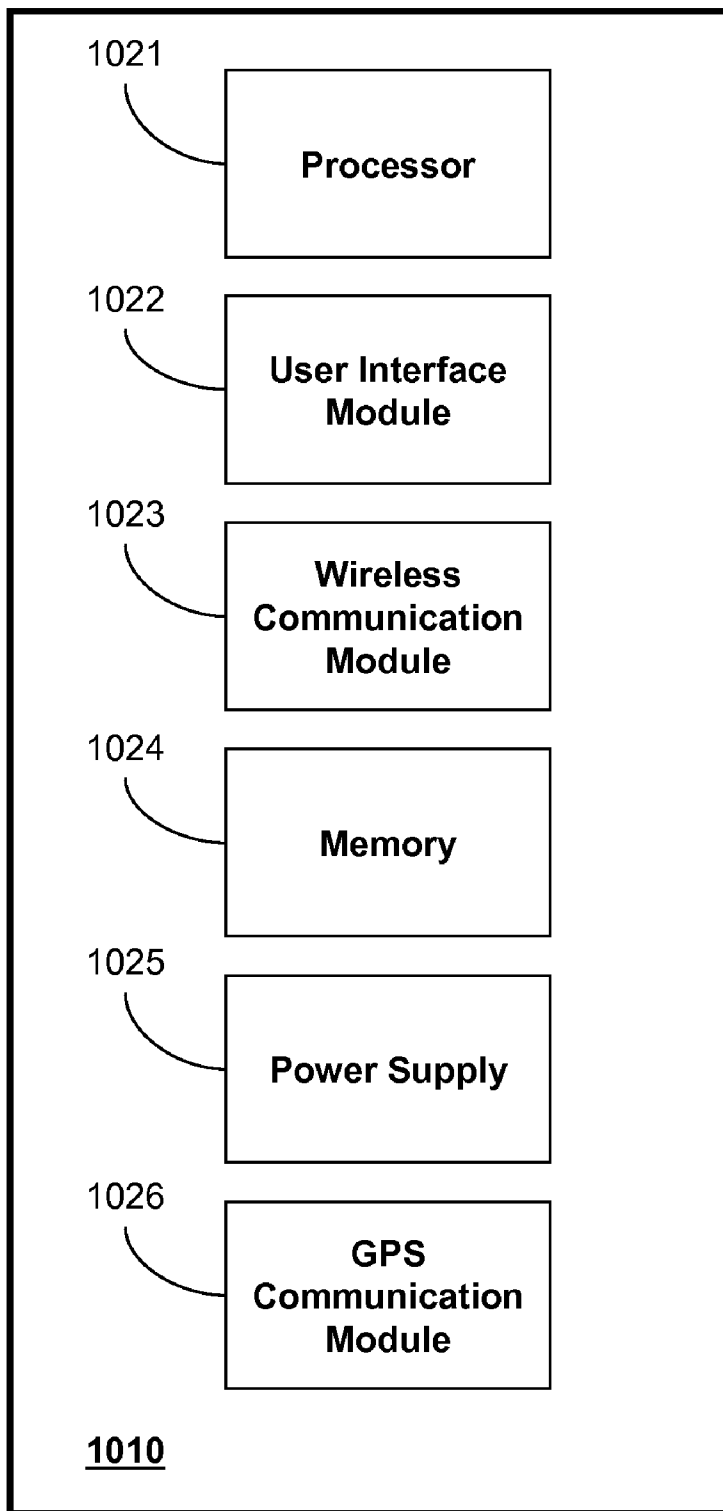 1021
Processor
1022
User Interface
Module
1023
Wireless
Communication
Module
1024
Memory
1025
Power Supply
1026
GPS
Communication
Module
1010